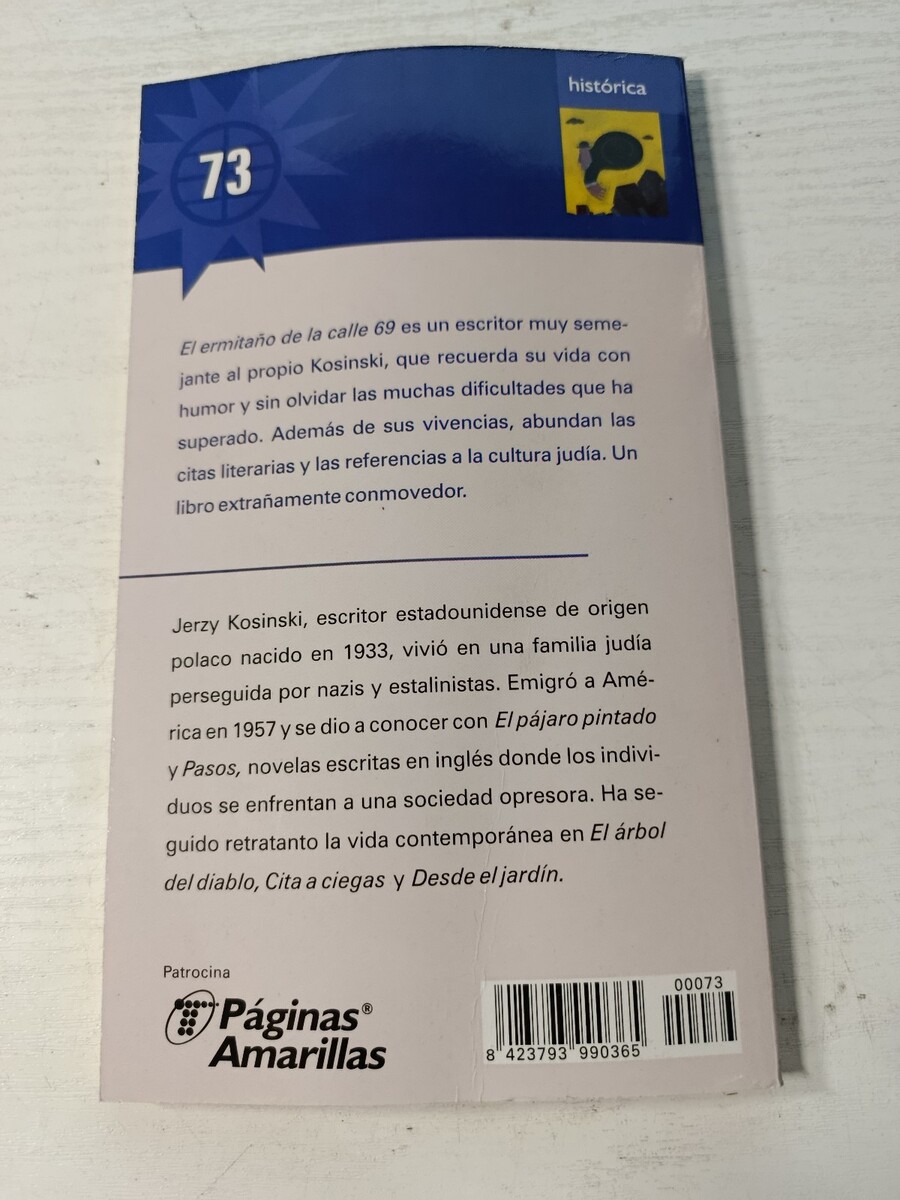 histórica
73
El ermitaño de la calle 69 es un escritor muy seme-
jante al propio Kosinski, que recuerda su vida con
humor y sin olvidar las muchas dificultades que ha
superado. Además de sus vivencias, abundan las
citas literarias y las referencias a la cultura judía. Un
libro extrañamente conmovedor.
Jerzy Kosinski, escritor estadounidense de origen
polaco nacido en 1933, vivió en una familia judía
perseguida por nazis y estalinistas. Emigró a Amé-
rica en 1957 y se dio a conocer con El pájaro pintado
y Pasos, novelas escritas en inglés donde los indivi-
duos se enfrentan a una sociedad opresora. Ha se-
guido retratanto la vida contemporánea en El árbol
del diablo, Cita a ciegas y Desde el jardín.
Patrocina
Páginas®
Amarillas
00073
8 423793 990365